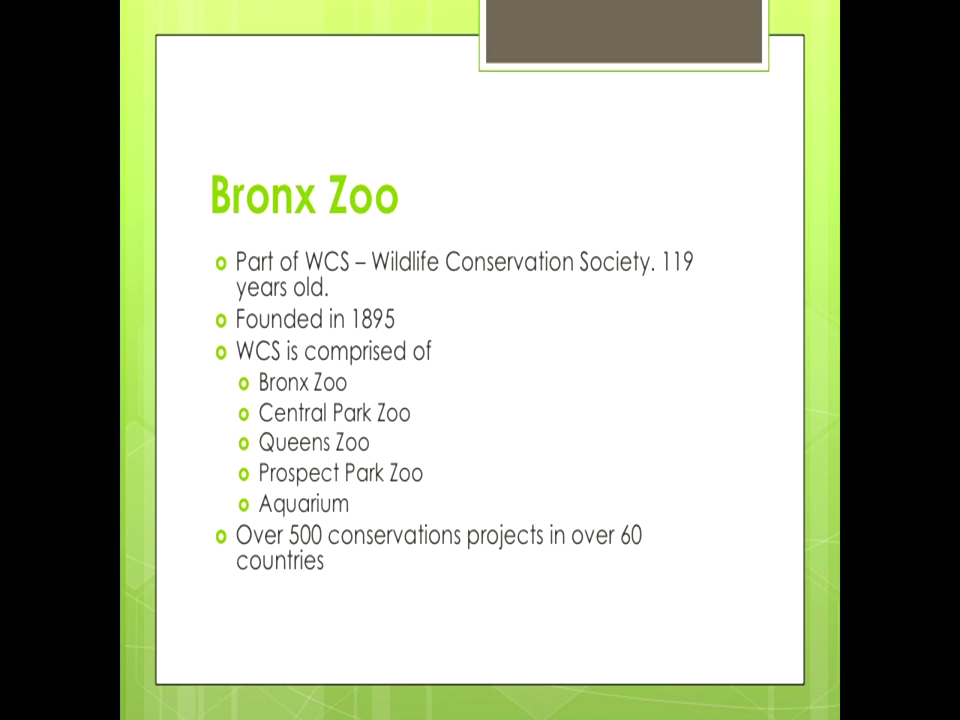 Bronx Zoo
Part of WCS – Wildlife Conservation Society. 119
years old.
Founded in 1895
WCS is comprised of
Bronx Zoo
Central Park Zoo
Queens Zoo
Prospect Park Zoo
Aquarium
Over 500 conservations projects in over 60
countries